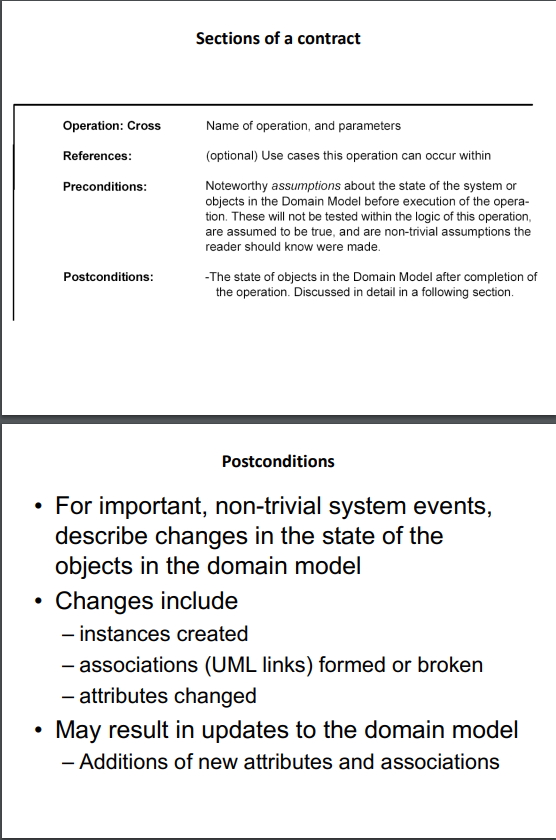 Sections of a contract
Operation: Cross Name of operation, and parameters
References: (optional) Use cases this operation can occur within
Preconditions: Noteworthy assumptions about the state of the system or
objects in the Domain Model before execution of the opera-
tion. These will not be tested within the logic of this operation,
are assumed to be true, and are non-trivial assumptions the
reader should know were made.
Postconditions: -The state of objects in the Domain Model after completion of
the operation. Discussed in detail in a following section.
Postconditions
• For important, non-trivial system events,
describe changes in the state of the
objects in the domain model
• Changes include
– instances created
– associations (UML links) formed or broken
– attributes changed
• May result in updates to the domain model
– Additions of new attributes and associations